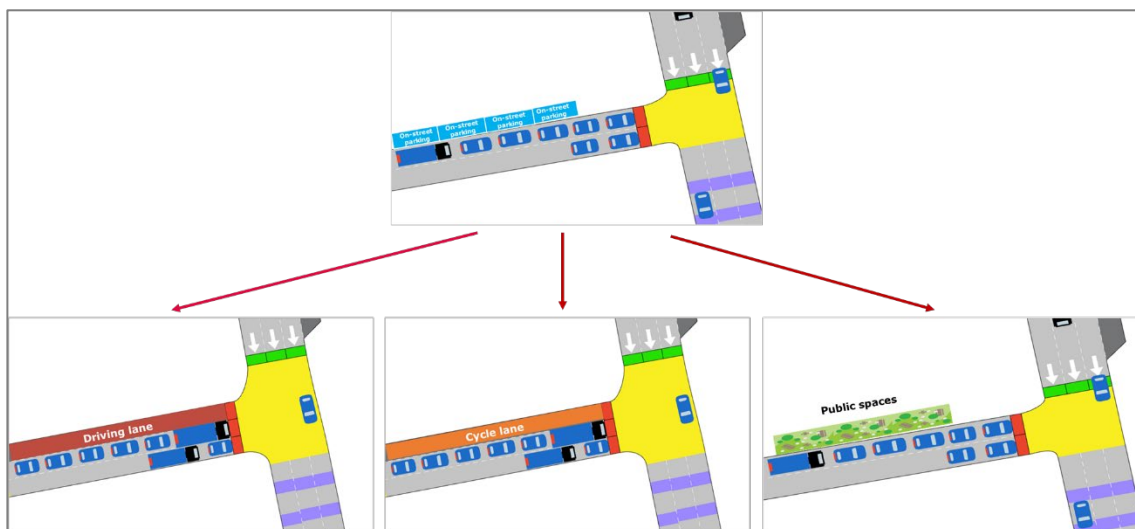 On-street
parking
On-street
parking
On-street
parking
On-street
parking
Driving lane
Cycle lane
Public spaces